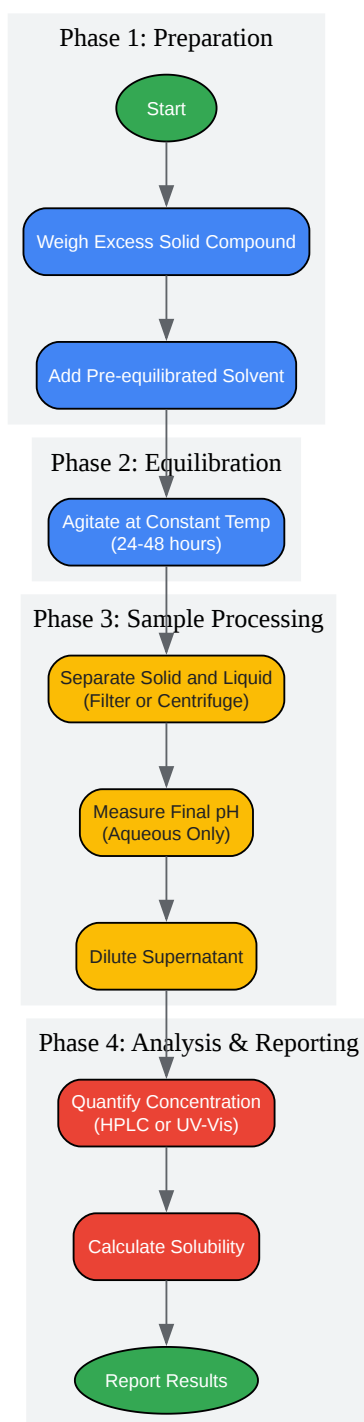 Phase 1: Preparation
Start
Weigh Excess Solid Compound
Add Pre-equilibrated Solvent
Phase 2: Equilibration
Agitate at Constant Temp
(24-48 hours)
Phase 3: Sample Processing
Separate Solid and Liquid
(Filter or Centrifuge)
Measure Final pH
(Aqueous Only)
Dilute Supernatant
Phase 4: Analysis & Reporting
Quantify Concentration
(HPLC or UV-Vis)
Calculate Solubility
Report Results